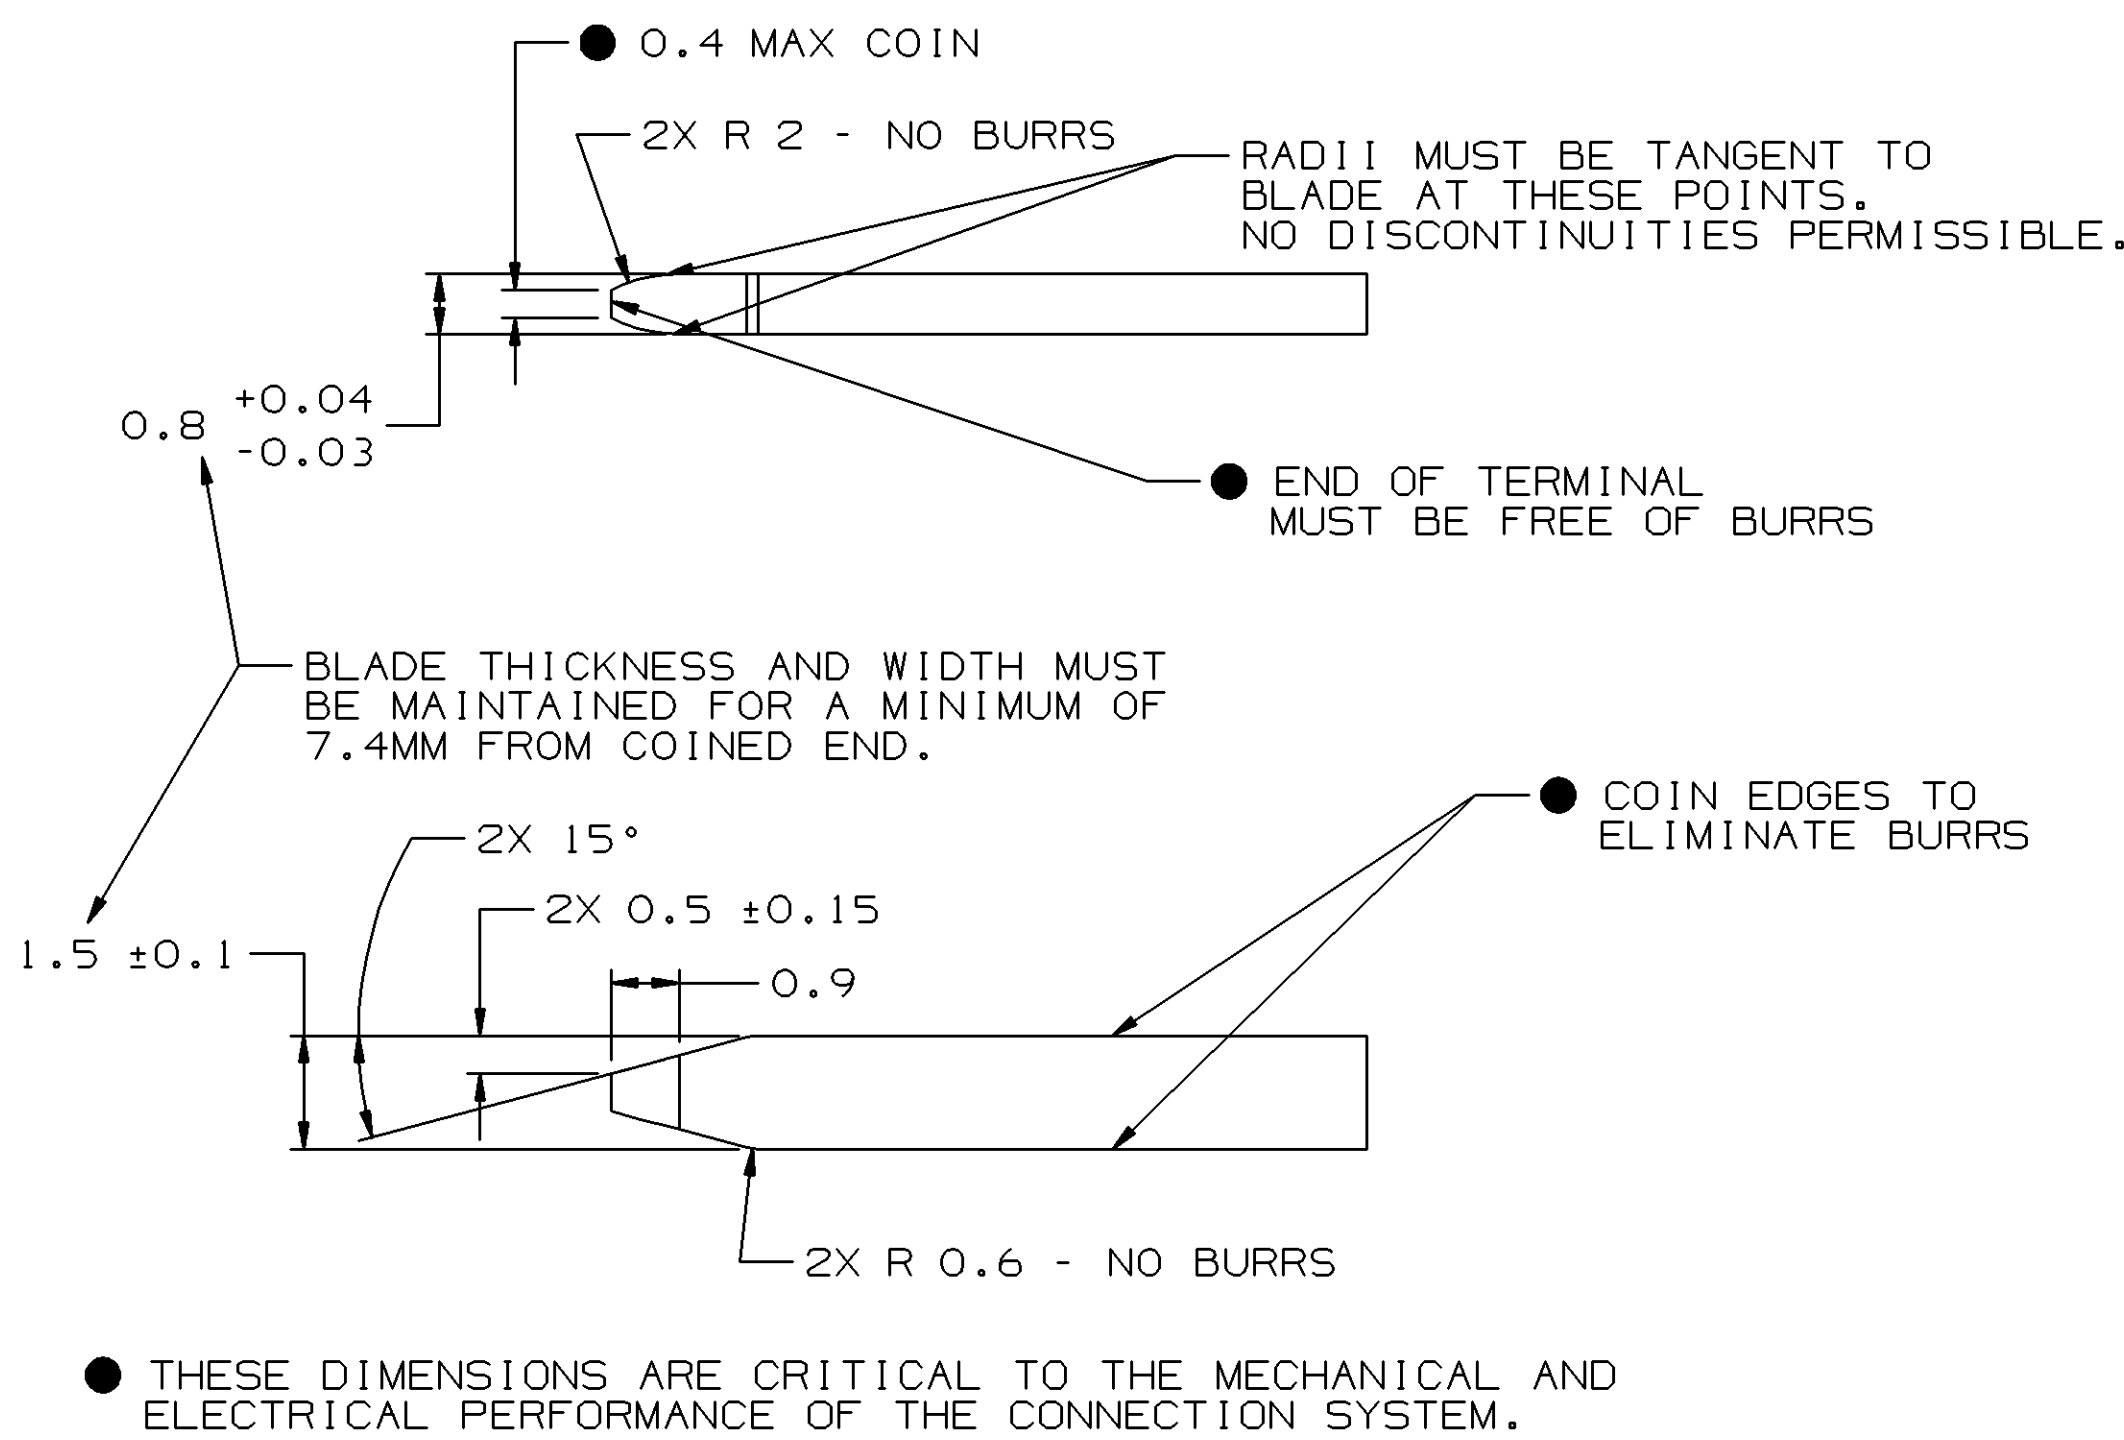 ● 0.4 MAX COIN
2X R 2 - NO BURRS
RADII MUST BE TANGENT TO
BLADE AT THESE POINTS.
NO DISCONTINUITIES PERMISSIBLE.
0.8 +0.04
-0.03
● END OF TERMINAL
MUST BE FREE OF BURRS
BLADE THICKNESS AND WIDTH MUST
BE MAINTAINED FOR A MINIMUM OF
7.4MM FROM COINED END.
● COIN EDGES TO
ELIMINATE BURRS
2X 15°
2X 0.5 ±0.15
1.5 ±0.1
0.9
2X R 0.6 - NO BURRS
● THESE DIMENSIONS ARE CRITICAL TO THE MECHANICAL AND
ELECTRICAL PERFORMANCE OF THE CONNECTION SYSTEM.